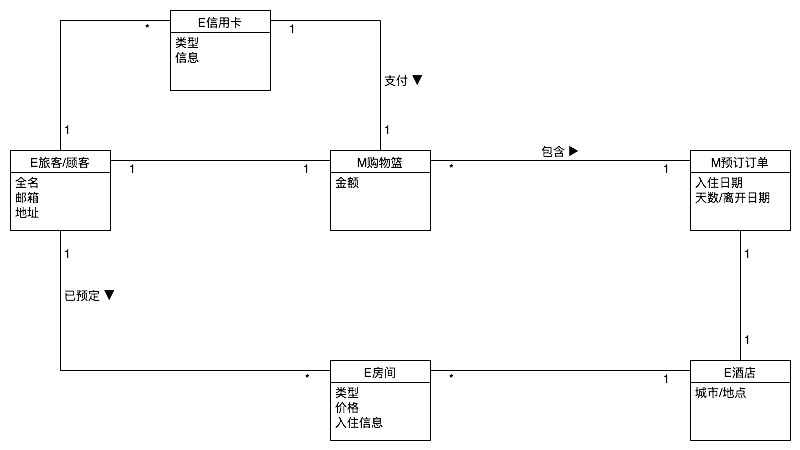 E信用卡
类型
信息
*
1
支付 ▼
1
1
E旅客/顾客
全名
邮箱
地址
1
1
M购物篮
金额
*
包含 ▶
1
M预订订单
入住日期
天数/离开日期
1
1
已预定 ▼
*
1
E房间
类型
价格
入住信息
*
1
E酒店
城市/地点